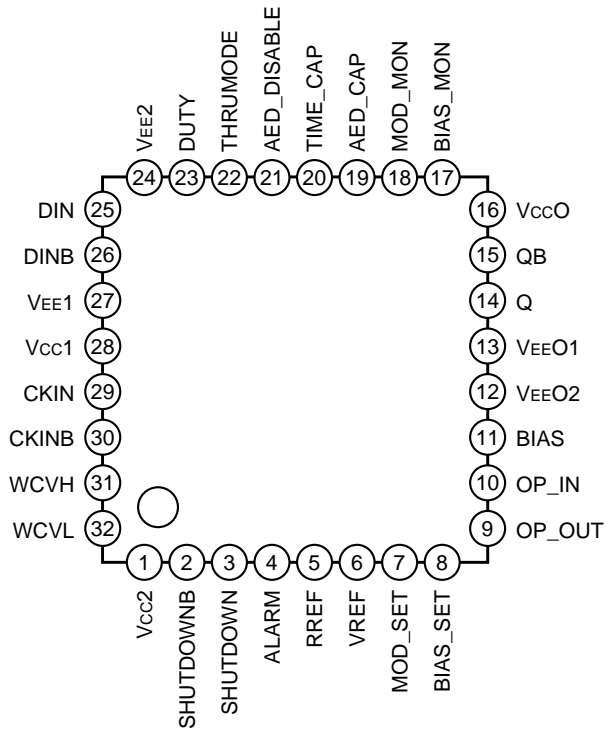 VEE2
DUTY
THRUMODE
AED_DISABLE
TIME_CAP
AED_CAP
MOD_MON
BIAS_MON
24 23 22 21 20 19 18 17
DIN 25 16 VccO
DINB 26 15 QB
VEE1 27 14 Q
Vcc1 28 13 VEEO1
CKIN 29 12 VEEO2
CKINB 30 11 BIAS
WCVH 31 10 OP_IN
WCVL 32 9 OP_OUT
1 2 3 4 5 6 7 8
Vcc2
SHUTDOWNB
SHUTDOWN
ALARM
RREF
VREF
MOD_SET
BIAS_SET